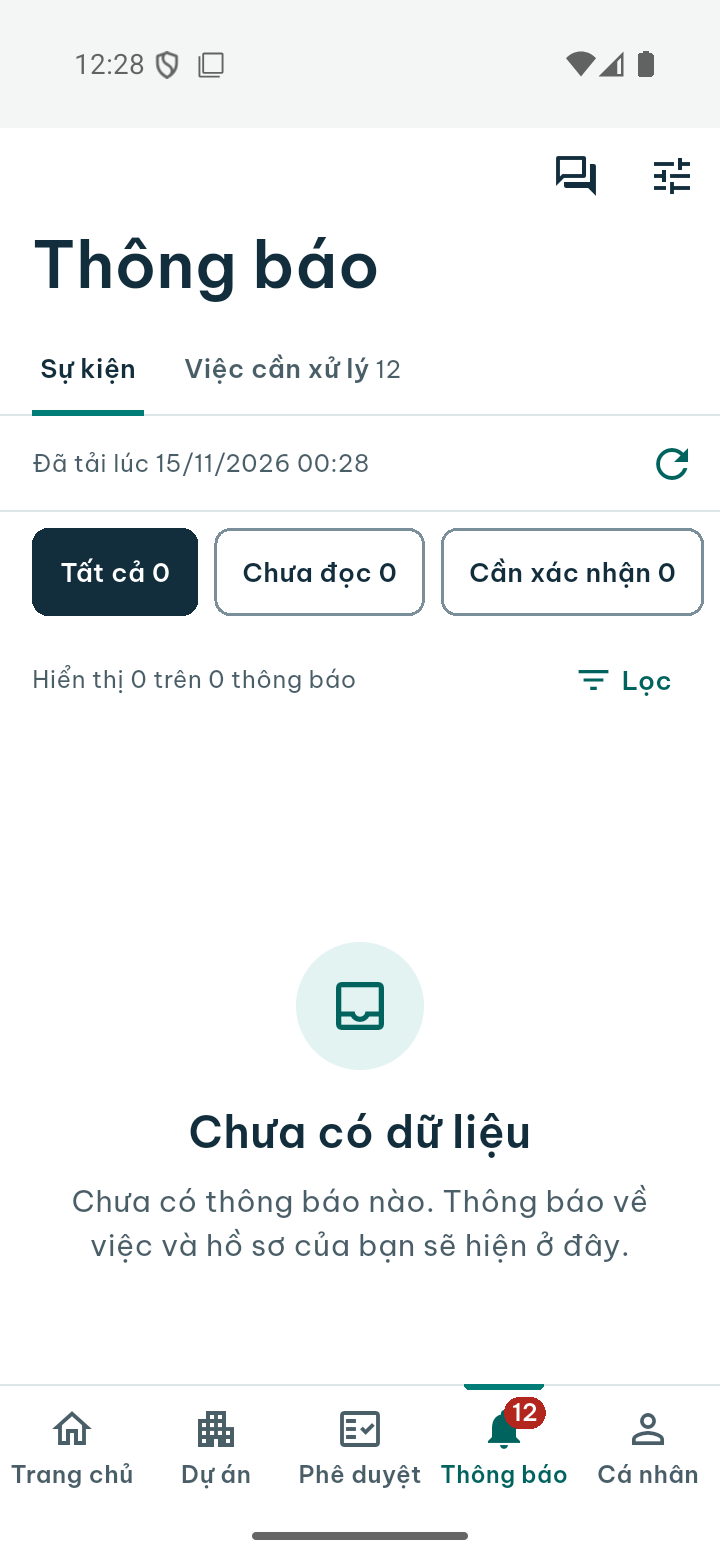 12:28
Thông báo
Sự kiện
Việc cần xử lý 12
Đã tải lúc 15/11/2026 00:28
Tất cả 0
Chưa đọc 0
Cần xác nhận 0
Hiển thị 0 trên 0 thông báo
Lọc
Chưa có dữ liệu
Chưa có thông báo nào. Thông báo về
việc và hồ sơ của bạn sẽ hiện ở đây.
12
Trang chủ
Dự án
Phê duyệt
Thông báo
Cá nhân